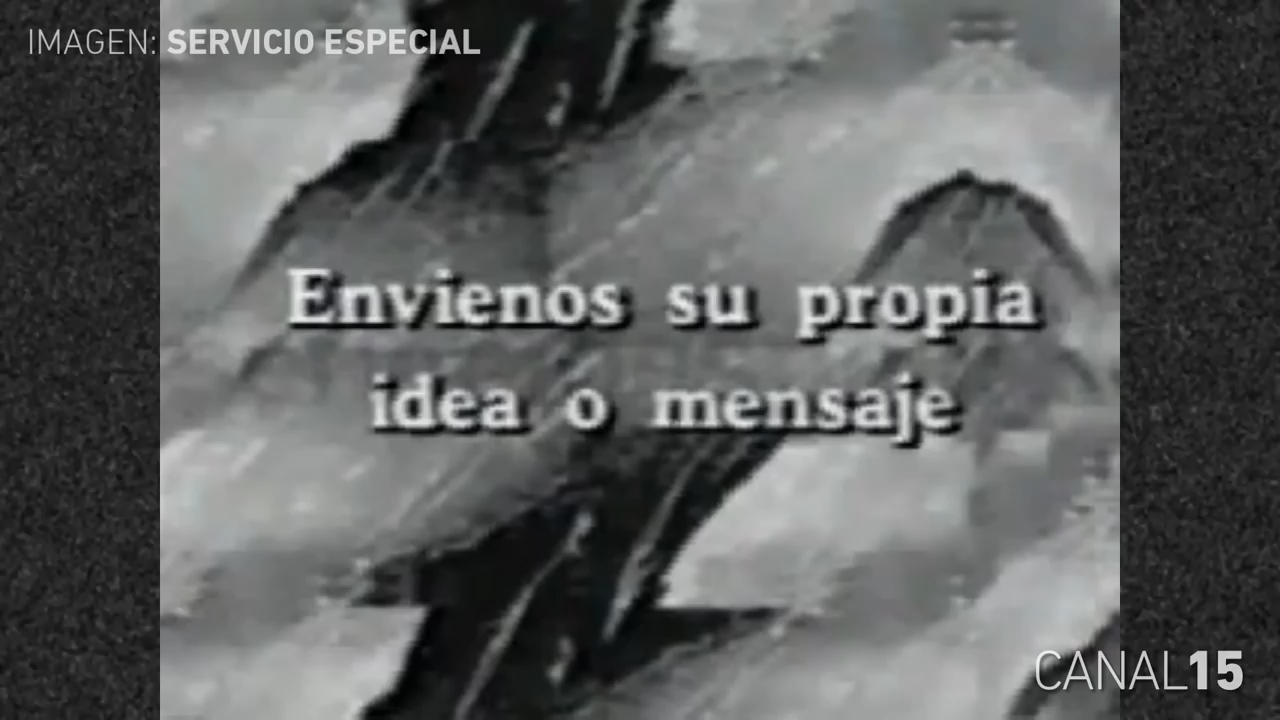 IMAGEN: SERVICIO ESPECIAL
Envienos su propia
idea o mensaje
CANAL15